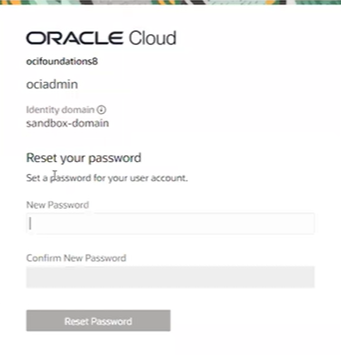 ORACLE Cloud
ocifoundations8
ociadmin
Identity domain
sandbox-domain
Reset your password
Set a password for your user account.
New Password
Confirm New Password
Reset Password